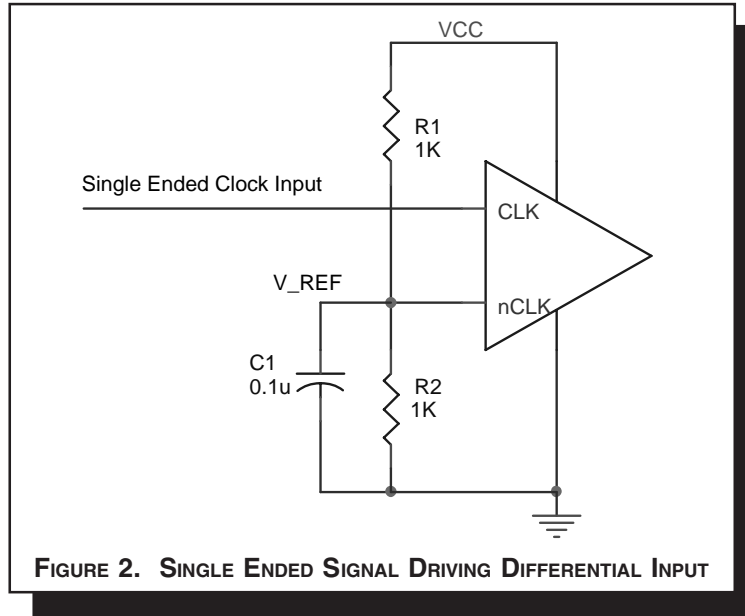 VCC
R1
1K
Single Ended Clock Input
CLK
V_REF
nCLK
C1
0.1u
R2
1K
FIGURE 2. SINGLE ENDED SIGNAL DRIVING DIFFERENTIAL INPUT